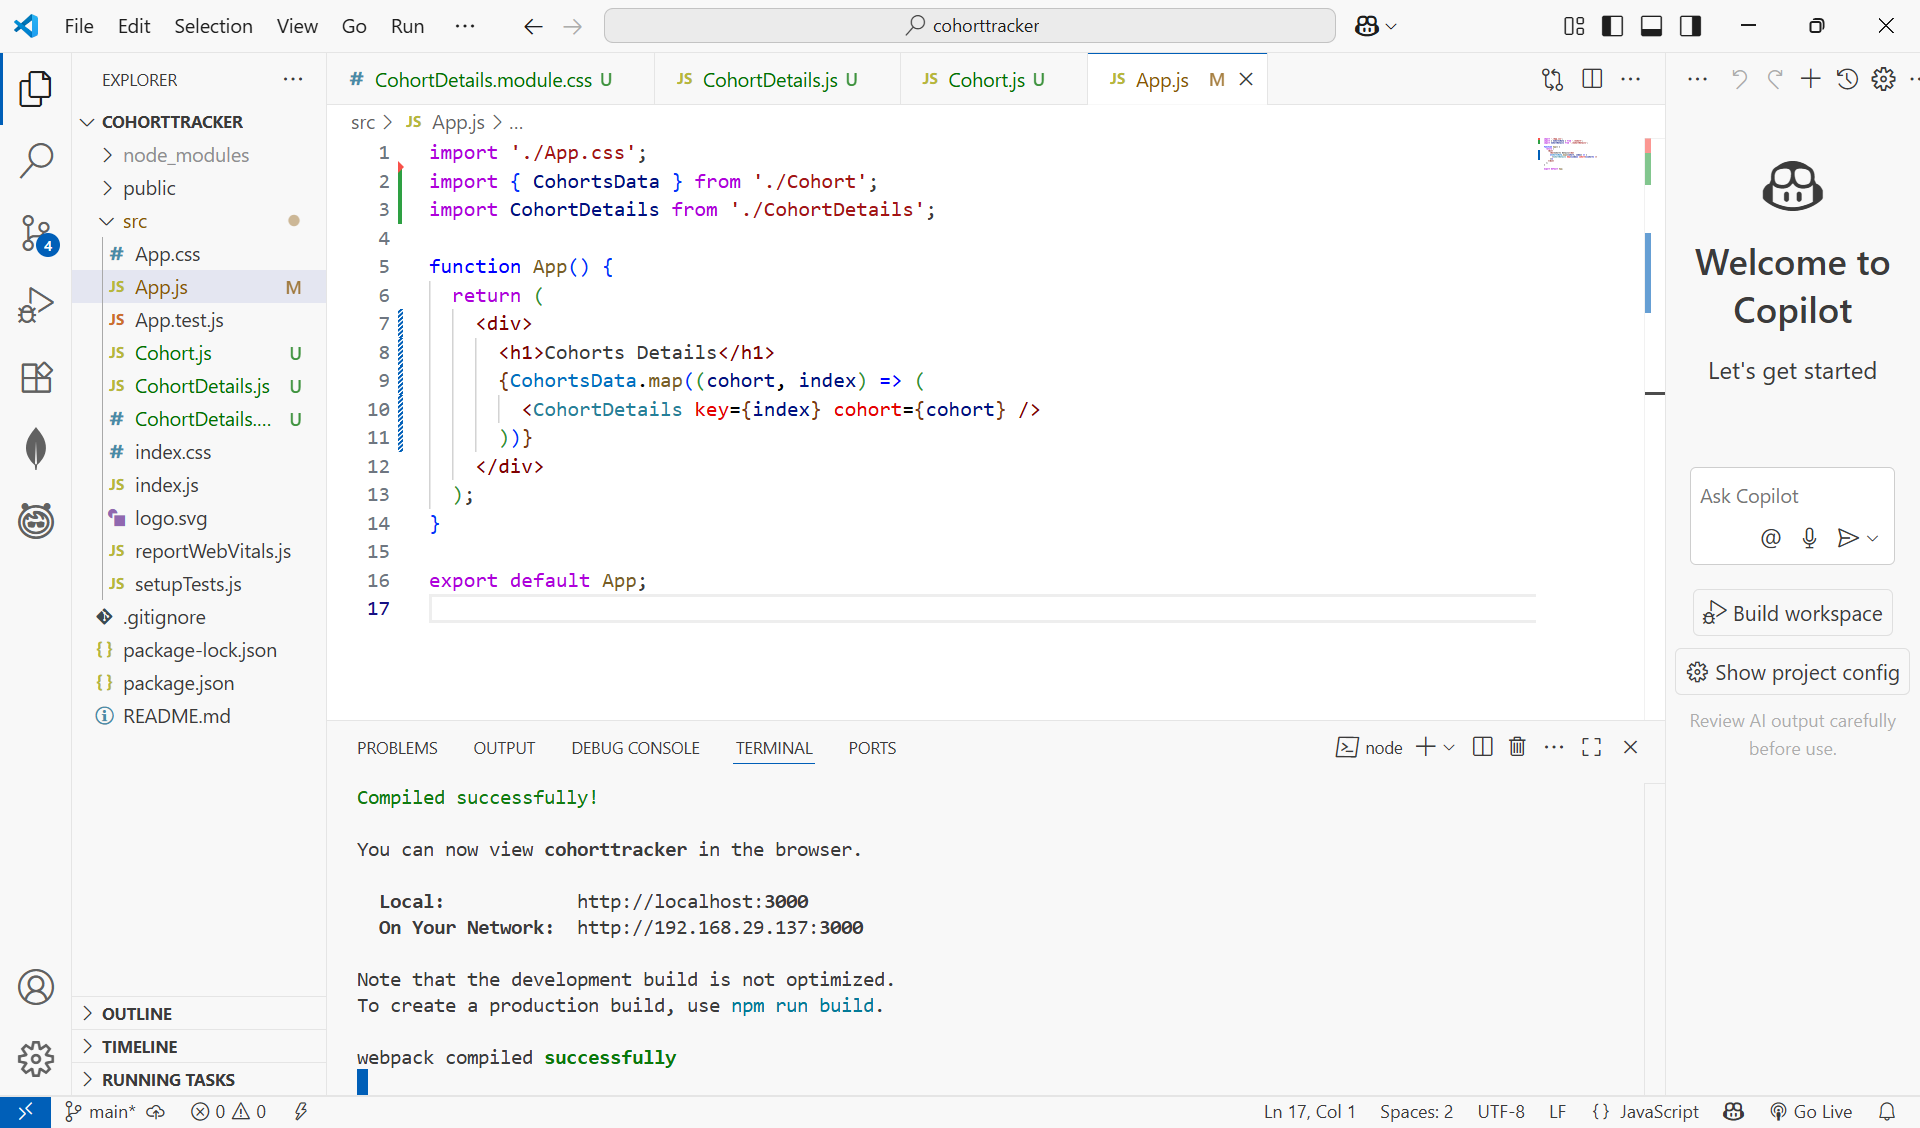 File Edit Selection View Go Run ··· cohorttracker
EXPLORER ···
COHORTTRACKER
node_modules
public
src
# App.css
JS App.js M
JS App.test.js
JS Cohort.js U
JS CohortDetails.js U
# CohortDetails.... U
# index.css
JS index.js
logo.svg
JS reportWebVitals.js
JS setupTests.js
.gitignore
{} package-lock.json
{} package.json
README.md
OUTLINE
TIMELINE
RUNNING TASKS
4
# CohortDetails.module.css U JS CohortDetails.js U JS Cohort.js U JS App.js M
src > JS App.js > ...
1 import './App.css';
2 import { CohortsData } from './Cohort';
3 import CohortDetails from './CohortDetails';
4
5 function App() {
6 return (
7 <div>
8 <h1>Cohorts Details</h1>
9 {CohortsData.map((cohort, index) => (
10 <CohortDetails key={index} cohort={cohort} />
11 ))}
12 </div>
13 );
14 }
15
16 export default App;
17
PROBLEMS OUTPUT DEBUG CONSOLE TERMINAL PORTS node
Compiled successfully!
You can now view cohorttracker in the browser.
Local: http://localhost:3000
On Your Network: http://192.168.29.137:3000
Note that the development build is not optimized.
To create a production build, use npm run build.
webpack compiled successfully
Welcome to
Copilot
Let's get started
Ask Copilot
@
Build workspace
Show project config
Review AI output carefully
before use.
main* 0 0 Ln 17, Col 1 Spaces: 2 UTF-8 LF {} JavaScript Go Live